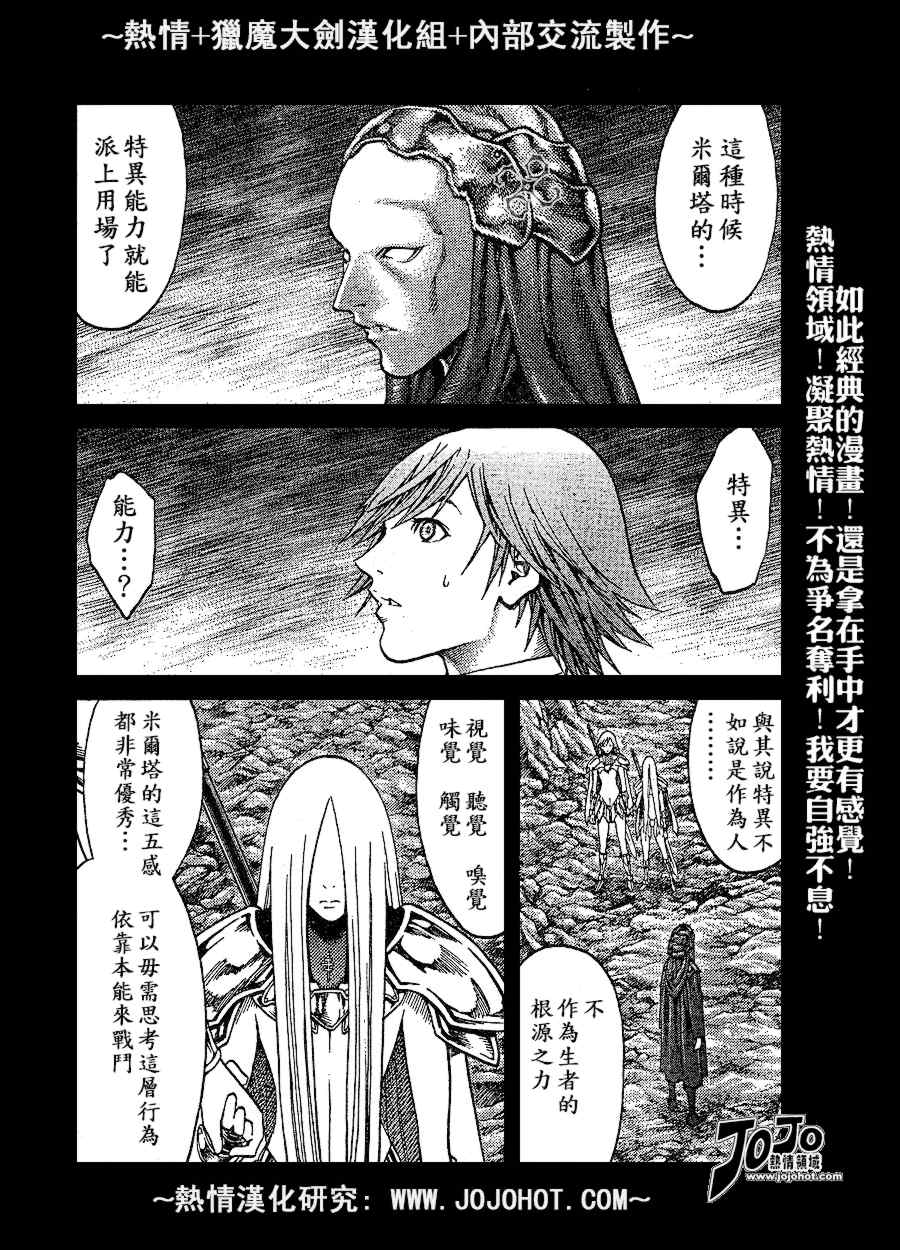 ~熱情+獵魔大劍漢化組+內部交流製作~
這種時候
米爾塔的…
特異能力就能
派上用場了
特異…
能力…?
與其說特異不
如說是作為人
……
不
作為生者的
根源之力
視覺 聽覺 嗅覺
味覺 觸覺
米爾塔的這五感
都非常優秀…
可以毋需思考這層行為
依靠本能來戰鬥
如此經典的漫畫！還是拿在手中才更有感覺！
熱情領域！凝聚熱情！不為爭名奪利！我要自強不息！
JOJO
熱情領域
www.jojohot.com
~熱情漢化研究: WWW.JOJOHOT.COM~